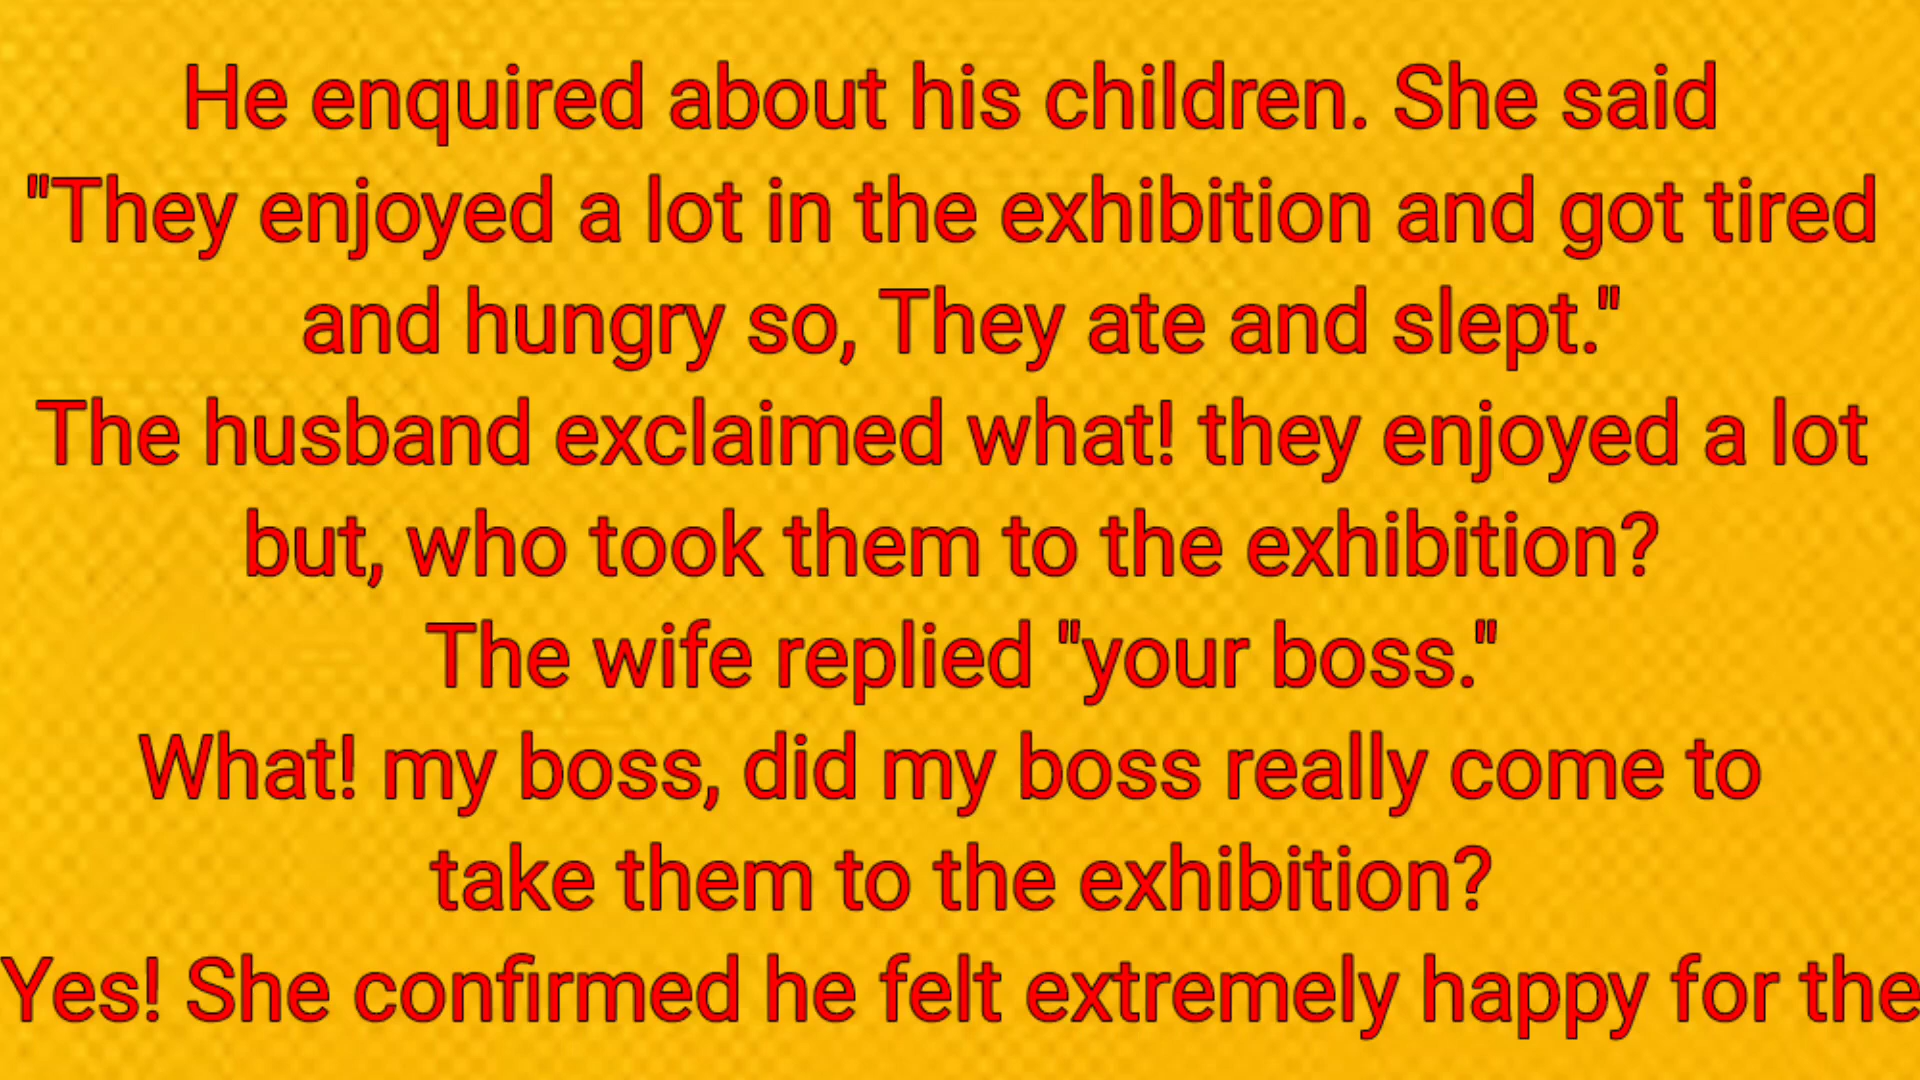 He enquired about his children. She said
"They enjoyed a lot in the exhibition and got tired
and hungry so, They ate and slept."
The husband exclaimed what! they enjoyed a lot
but, who took them to the exhibition?
The wife replied "your boss."
What! my boss, did my boss really come to
take them to the exhibition?
Yes! She confirmed he felt extremely happy for the